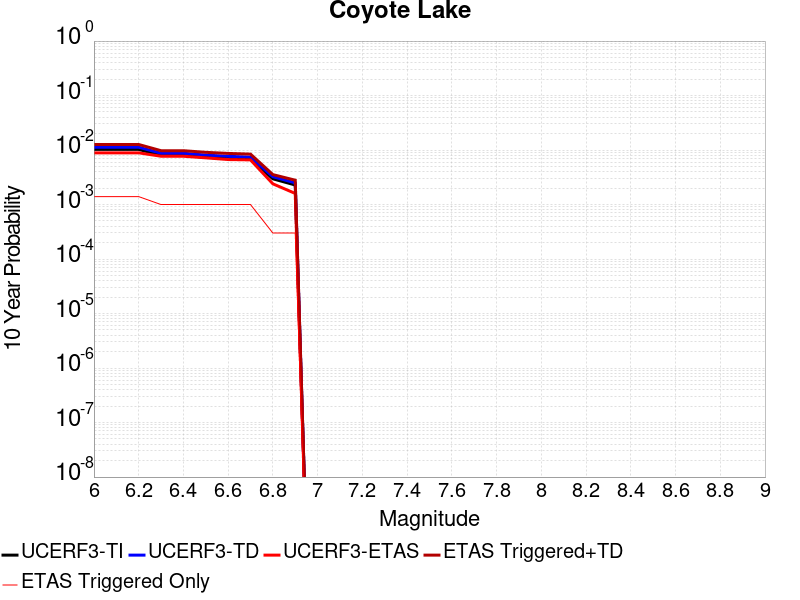 Coyote Lake
10^0
10^-1
10^-2
10^-3
10^-4
10^-5
10^-6
10^-7
10^-8
10 Year Probability
6 6.2 6.4 6.6 6.8 7 7.2 7.4 7.6 7.8 8 8.2 8.4 8.6 8.8 9
Magnitude
UCERF3-TI UCERF3-TD UCERF3-ETAS ETAS Triggered+TD
ETAS Triggered Only